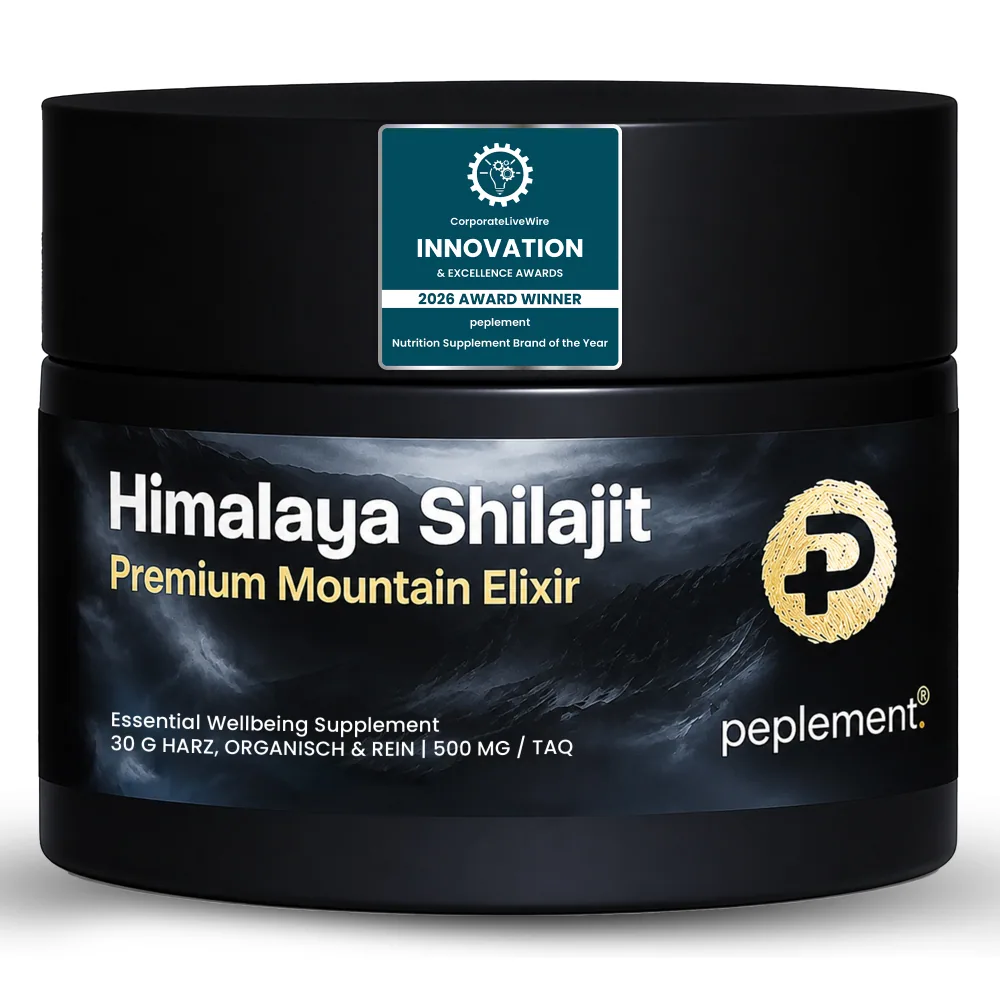 CorporateLiveWire
INNOVATION
& EXCELLENCE AWARDS
2026 AWARD WINNER
peplement
Nutrition Supplement Brand of the Year
Himalaya Shilajit
Premium Mountain Elixir
Essential Wellbeing Supplement
30 G HARZ, ORGANISCH & REIN | 500 MG / TAQ
peplement.®